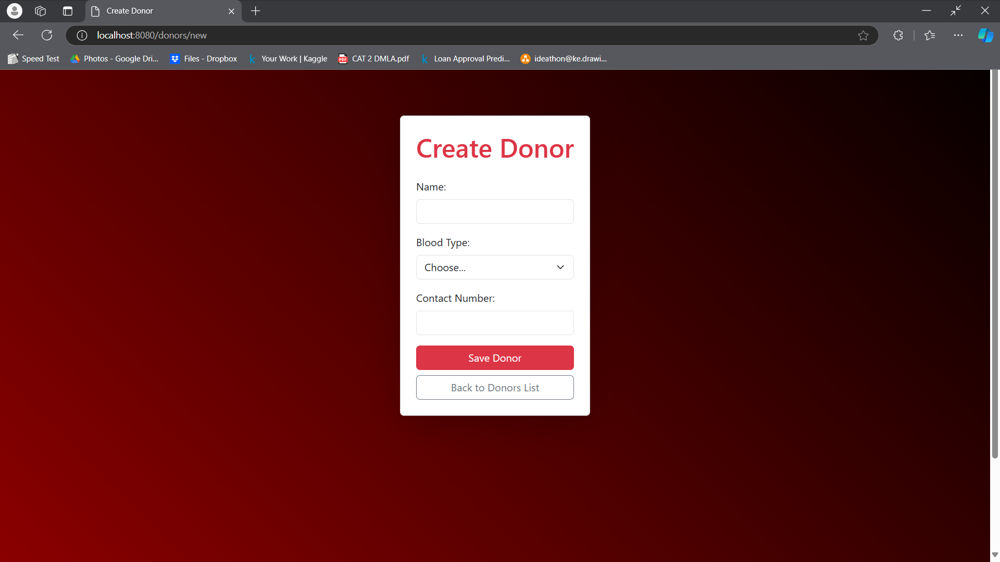 Create Donor
localhost:8080/donors/new
Speed Test
Photos - Google Dri...
Files - Dropbox
k Your Work | Kaggle
PDF CAT 2 DMLA.pdf
k Loan Approval Predi...
ideathon@ke.drawi...
Create Donor
Name:
Blood Type:
Choose...
Contact Number:
Save Donor
Back to Donors List